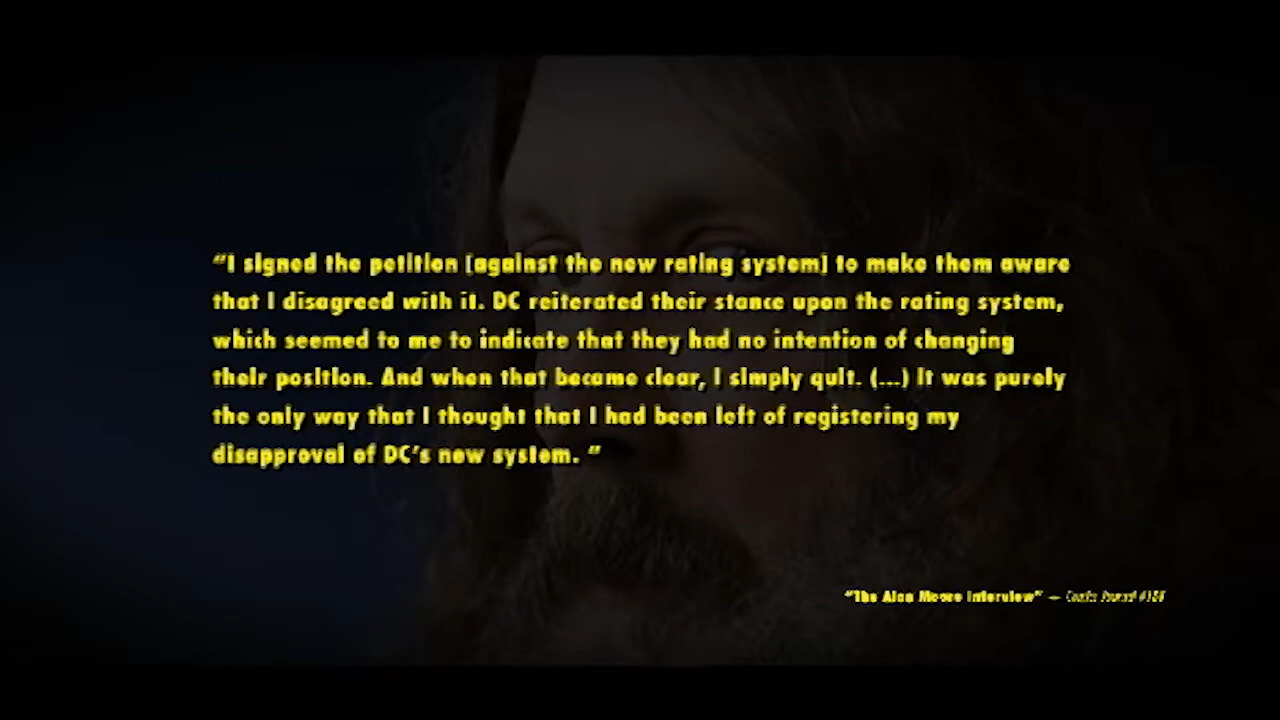 “I signed the petition [against the new rating system] to make them aware
that I disagreed with it. DC reiterated their stance upon the rating system,
which seemed to me to indicate that they had no intention of changing
their position. And when that became clear, I simply quit. (...) It was purely
the only way that I thought that I had been left of registering my
disapproval of DC’s new system. ”
“The Alan Moore Interview” – Comics Journal